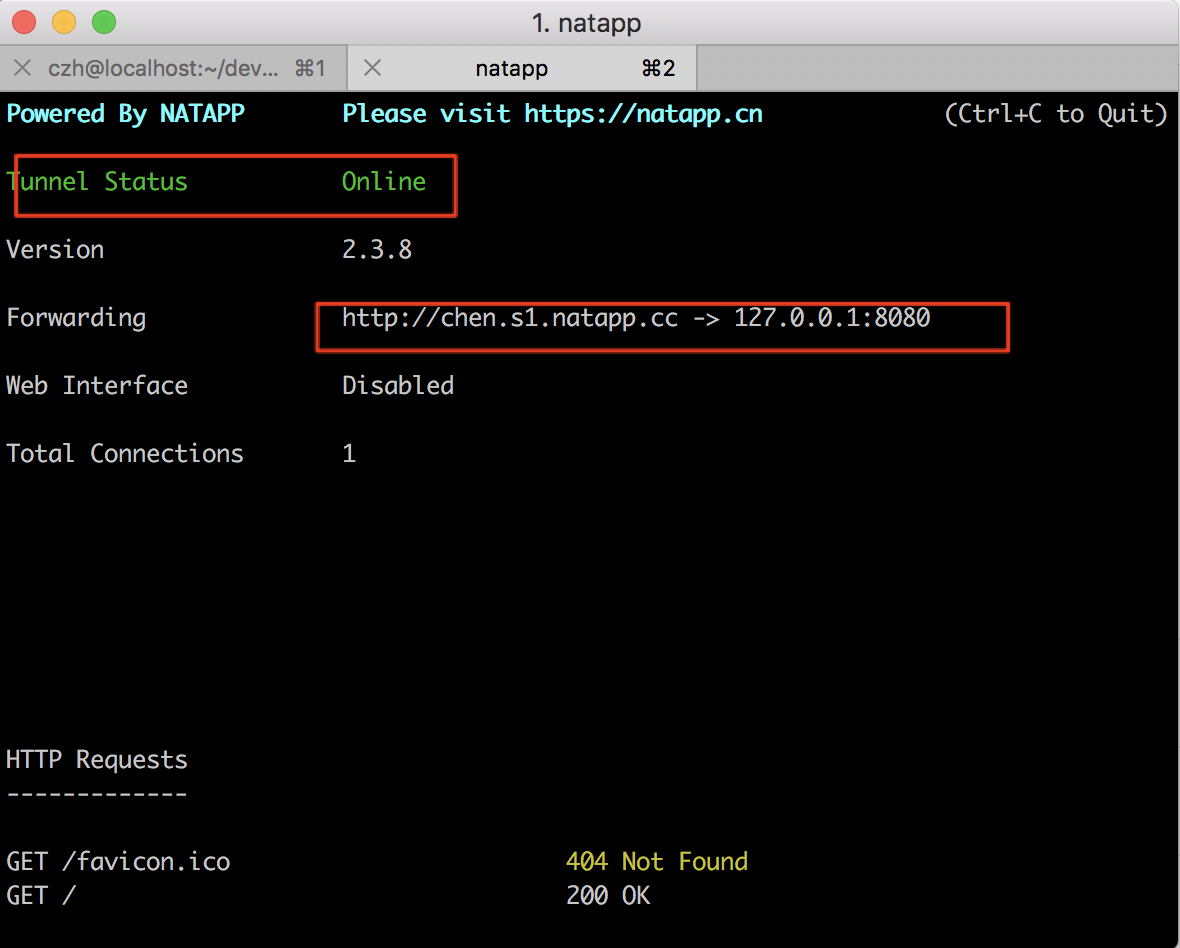 1. natapp
czh@localhost:~/dev... ⌘1 natapp ⌘2
Powered By NATAPP Please visit https://natapp.cn (Ctrl+C to Quit)
Tunnel Status Online
Version 2.3.8
Forwarding http://chen.s1.natapp.cc -> 127.0.0.1:8080
Web Interface Disabled
Total Connections 1
HTTP Requests
-------------
GET /favicon.ico 404 Not Found
GET / 200 OK